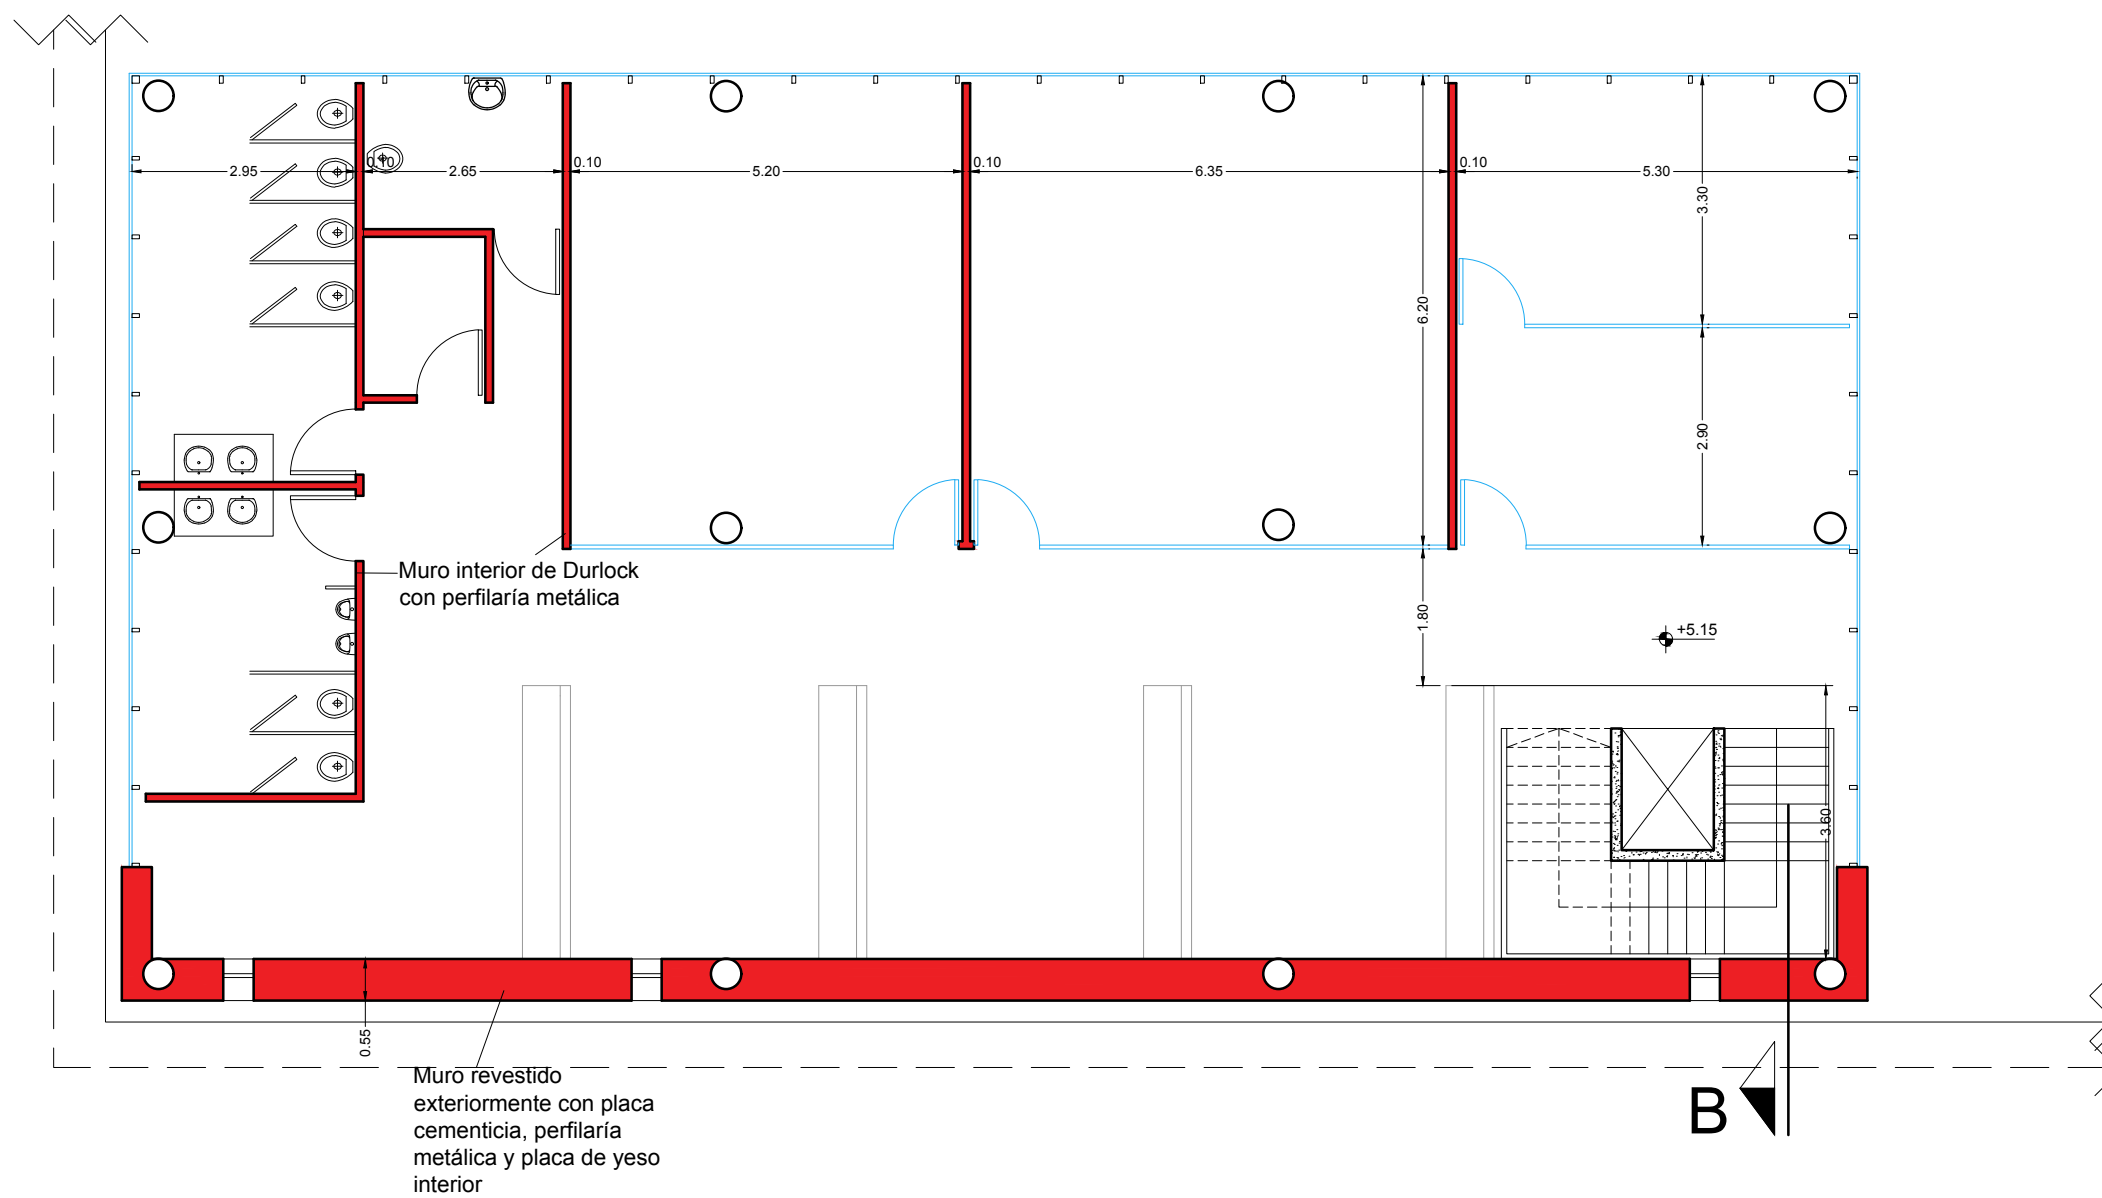 0.10
0.10
0.10
0.10
2.95
2.65
5.20
6.35
5.30
3.30
6.20
2.90
Muro interior de Durlock
con perfilaría metálica
1.80
+5.15
3.60
0.55
Muro revestido
exteriormente con placa
cementicia, perfilaría
metálica y placa de yeso
interior
B